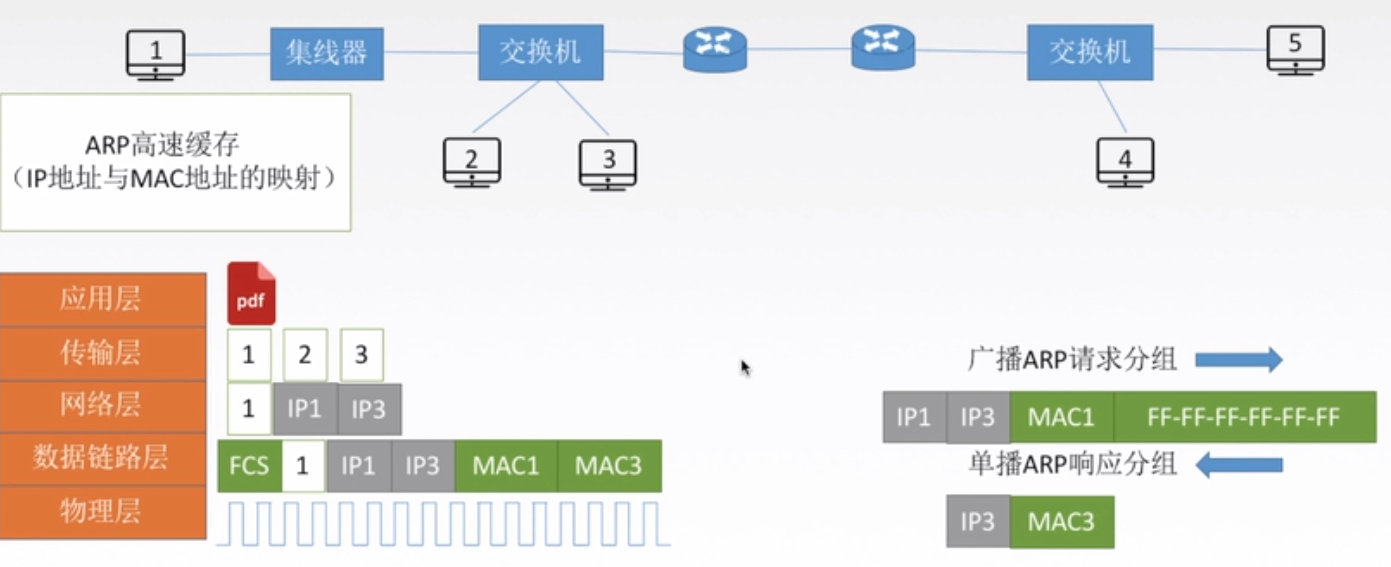 1
集线器
交换机
交换机
5
2
3
4
ARP高速缓存
（IP地址与MAC地址的映射）
应用层
pdf
传输层
1 2 3
网络层
1 IP1 IP3
数据链路层
FCS 1 IP1 IP3 MAC1 MAC3
物理层
广播ARP请求分组
IP1 IP3 MAC1 FF-FF-FF-FF-FF-FF
单播ARP响应分组
IP3 MAC3